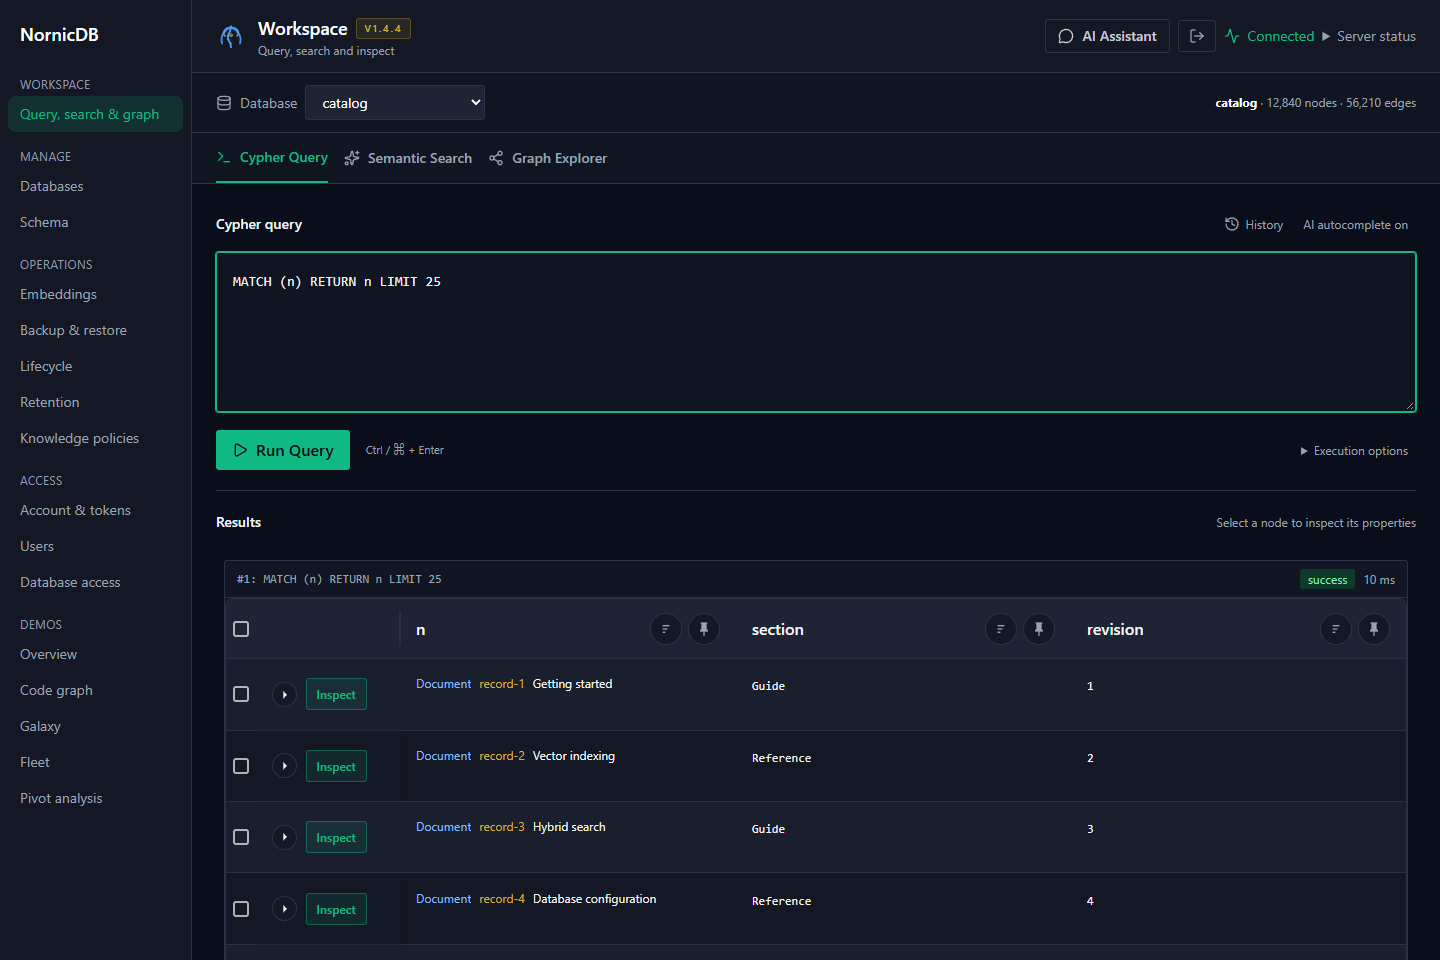 NornicDB
WORKSPACE
Query, search & graph
MANAGE
Databases
Schema
OPERATIONS
Embeddings
Backup & restore
Lifecycle
Retention
Knowledge policies
ACCESS
Account & tokens
Users
Database access
DEMOS
Overview
Code graph
Galaxy
Fleet
Pivot analysis
Workspace V1.4.4
Query, search and inspect
AI Assistant
Connected ▶ Server status
Database catalog
catalog · 12,840 nodes · 56,210 edges
Cypher Query Semantic Search Graph Explorer
Cypher query
History AI autocomplete on
MATCH (n) RETURN n LIMIT 25
Run Query Ctrl / ⌘ + Enter
▶ Execution options
Results
Select a node to inspect its properties
#1: MATCH (n) RETURN n LIMIT 25 success 10 ms
n section revision
Inspect Document record-1 Getting started Guide 1
Inspect Document record-2 Vector indexing Reference 2
Inspect Document record-3 Hybrid search Guide 3
Inspect Document record-4 Database configuration Reference 4